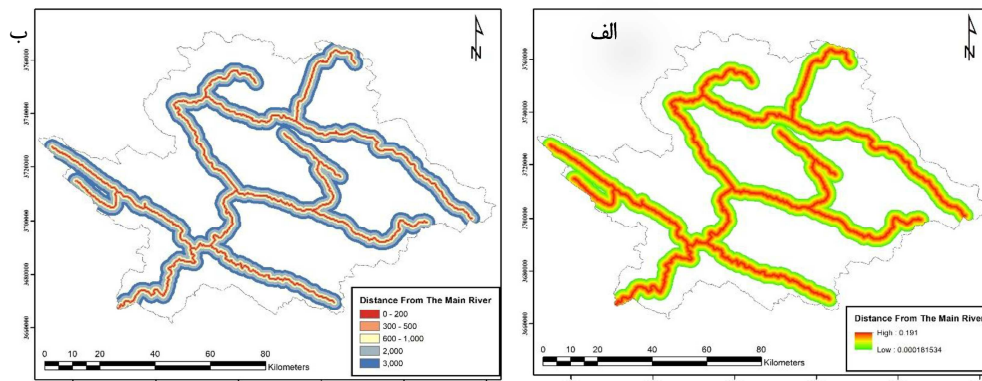 ب
N
3760000
3740000
3720000
3700000
3680000
3660000
Distance From The Main River
0 - 200
300 - 500
600 - 1,000
2,000
3,000
0 10 20 40 60 80
Kilometers
الف
N
3760000
3740000
3720000
3700000
3680000
3660000
Distance From The Main River
High : 0.191
Low : 0.000181534
0 5 10 20 40 60 80
Kilometers